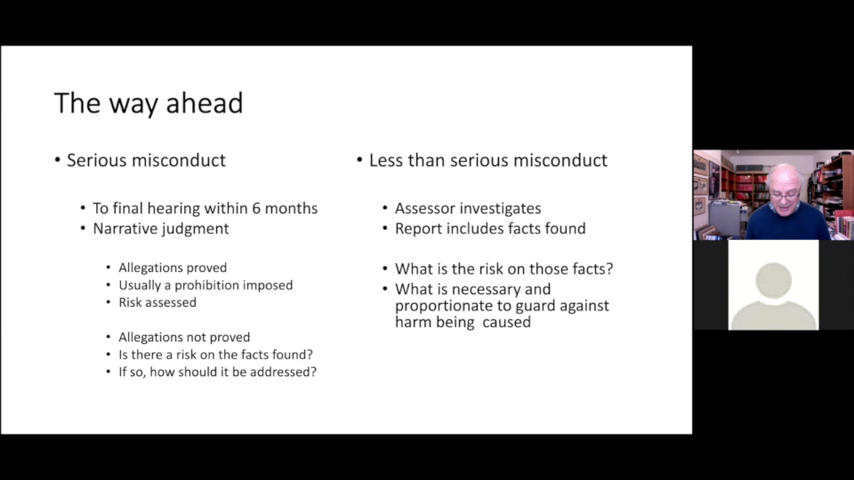 The way ahead
• Serious misconduct
• To final hearing within 6 months
• Narrative judgment
• Allegations proved
• Usually a prohibition imposed
• Risk assessed
• Allegations not proved
• Is there a risk on the facts found?
• If so, how should it be addressed?
• Less than serious misconduct
• Assessor investigates
• Report includes facts found
• What is the risk on those facts?
• What is necessary and
proportionate to guard against
harm being caused